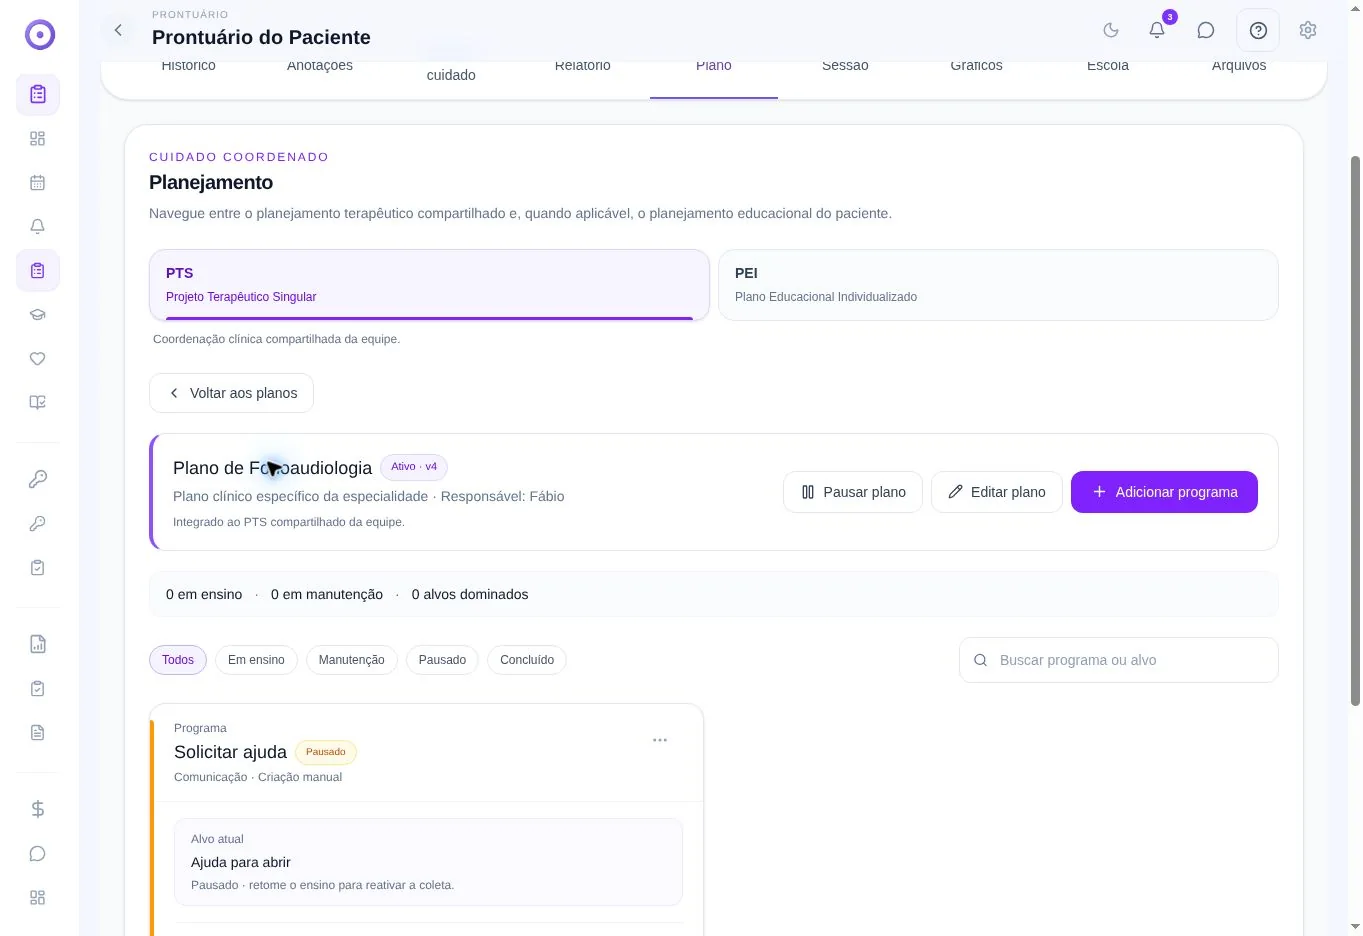 PRONTUÁRIO
Prontuário do Paciente
3
Histórico
Anotações
cuidado
Relatório
Plano
Sessão
Gráficos
Escola
Arquivos
CUIDADO COORDENADO
Planejamento
Navegue entre o planejamento terapêutico compartilhado e, quando aplicável, o planejamento educacional do paciente.
PTS
Projeto Terapêutico Singular
PEI
Plano Educacional Individualizado
Coordenação clínica compartilhada da equipe.
Voltar aos planos
Plano de Fonoaudiologia
Ativo · v4
Plano clínico específico da especialidade · Responsável: Fábio
Integrado ao PTS compartilhado da equipe.
Pausar plano
Editar plano
Adicionar programa
0 em ensino · 0 em manutenção · 0 alvos dominados
Todos
Em ensino
Manutenção
Pausado
Concluído
Buscar programa ou alvo
Programa
Solicitar ajuda
Pausado
Comunicação · Criação manual
Alvo atual
Ajuda para abrir
Pausado · retome o ensino para reativar a coleta.